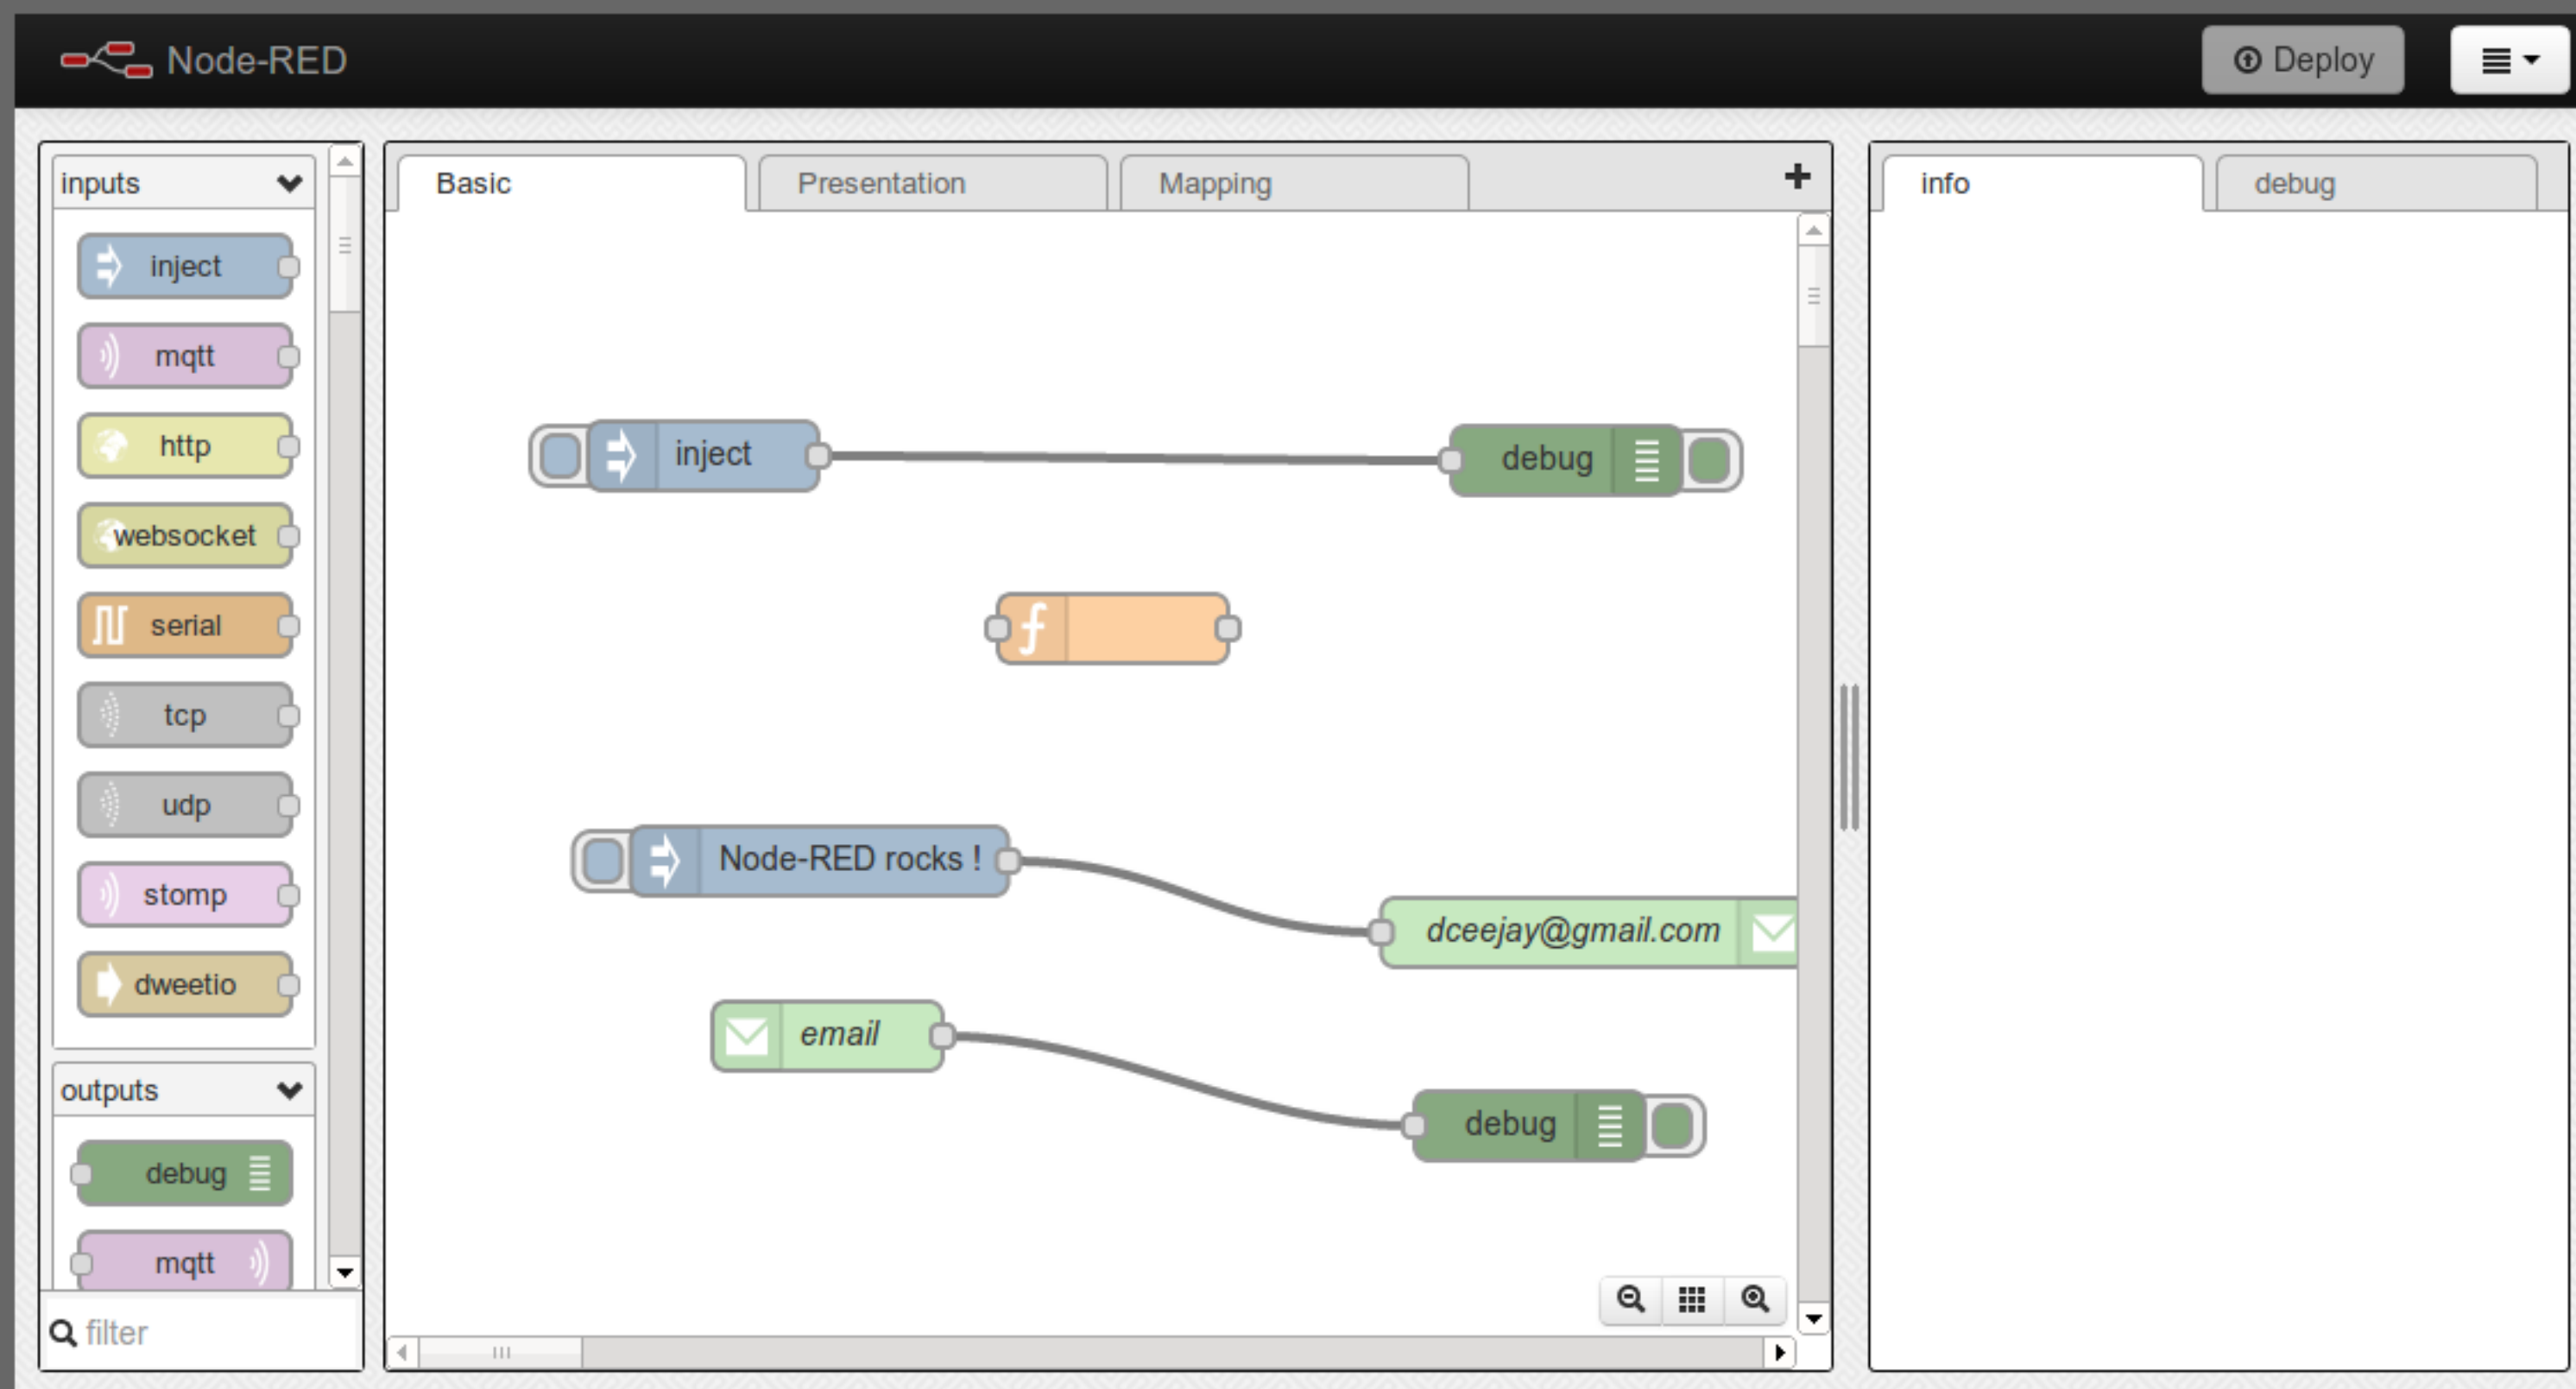 Node-RED
Deploy
inputs
inject
mqtt
http
websocket
serial
tcp
udp
stomp
dweetio
outputs
debug
mqtt
filter
Basic
Presentation
Mapping
inject
debug
Node-RED rocks !
dceejay@gmail.com
email
debug
info
debug